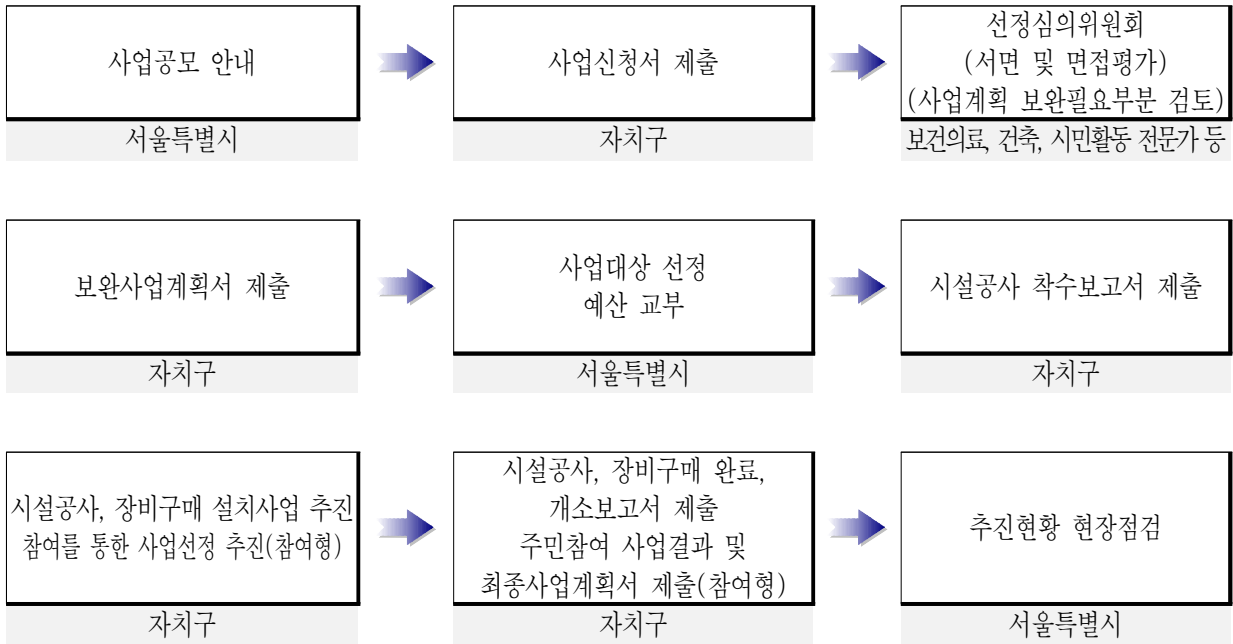 사업공모 안내
서울특별시
사업신청서 제출
자치구
선정심의위원회
(서면 및 면접평가)
(사업계획 보완필요부분 검토)
보건의료, 건축, 시민활동 전문가 등
보완사업계획서 제출
자치구
사업대상 선정
예산 교부
서울특별시
시설공사 착수보고서 제출
자치구
시설공사, 장비구매 설치사업 추진
참여를 통한 사업선정 추진(참여형)
자치구
시설공사, 장비구매 완료,
개소보고서 제출
주민참여 사업결과 및
최종사업계획서 제출(참여형)
자치구
추진현황 현장점검
서울특별시